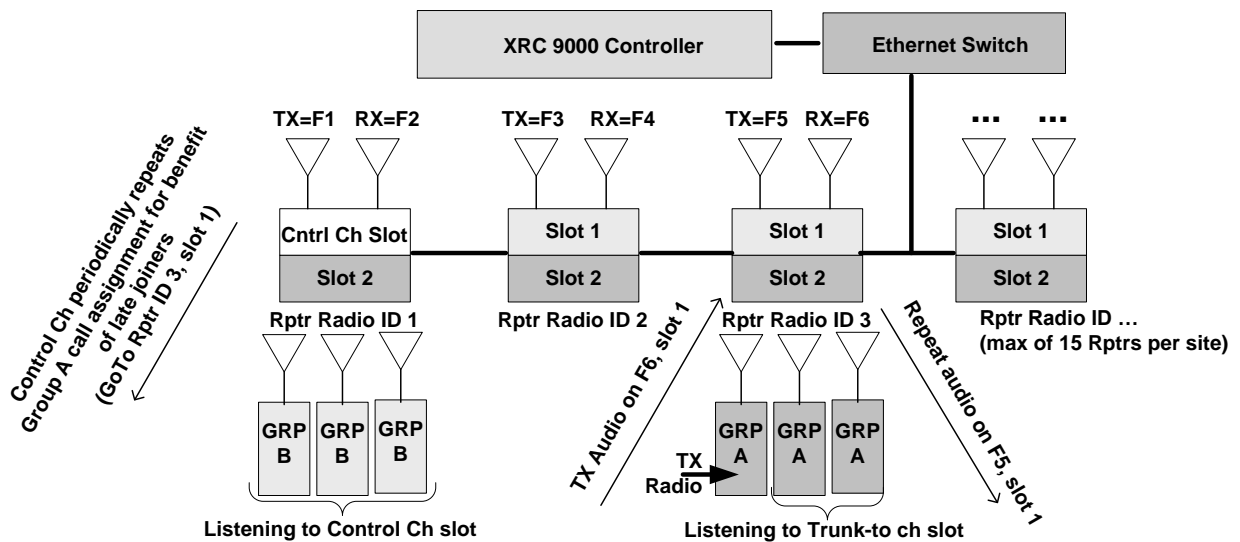 XRC 9000 Controller
Ethernet Switch
TX=F1 RX=F2
TX=F3 RX=F4
TX=F5 RX=F6
... ...
Control Ch periodically repeats
Group A call assignment for benefit
of late joiners
(GoTo Rptr ID 3, slot 1)
Cntrl Ch Slot
Slot 2
Slot 1
Slot 2
Slot 1
Slot 2
Slot 1
Slot 2
Rptr Radio ID 1
Rptr Radio ID 2
Rptr Radio ID 3
Rptr Radio ID ...
(max of 15 Rptrs per site)
TX Audio on F6, slot 1
Repeat audio on F5, slot 1
GRP
B
GRP
B
GRP
B
TX
Radio
GRP
A
GRP
A
GRP
A
Listening to Control Ch slot
Listening to Trunk-to ch slot